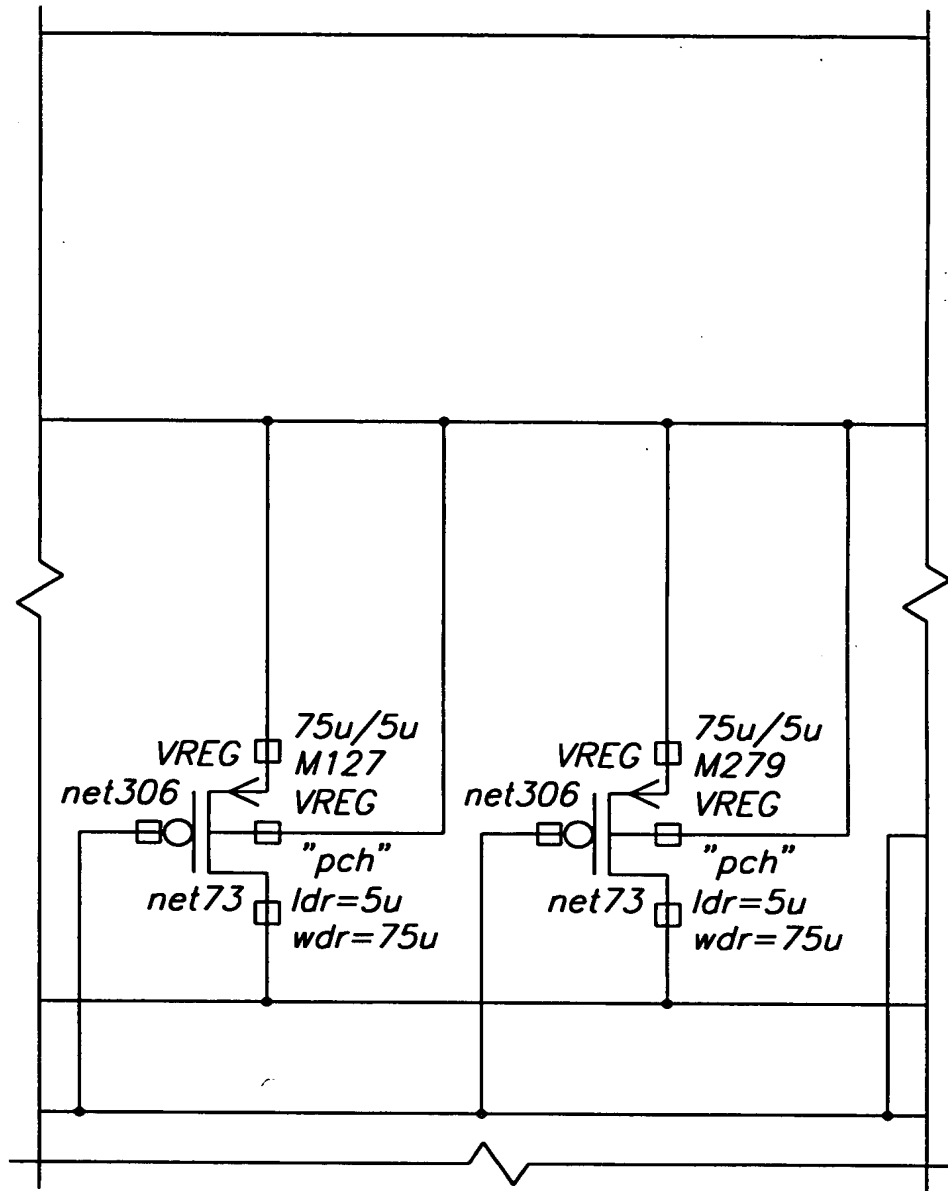 75u/5u
VREG M127
net306 VREG
"pch"
net73 ldr=5u
wdr=75u
75u/5u
VREG M279
net306 VREG
"pch"
net73 ldr=5u
wdr=75u